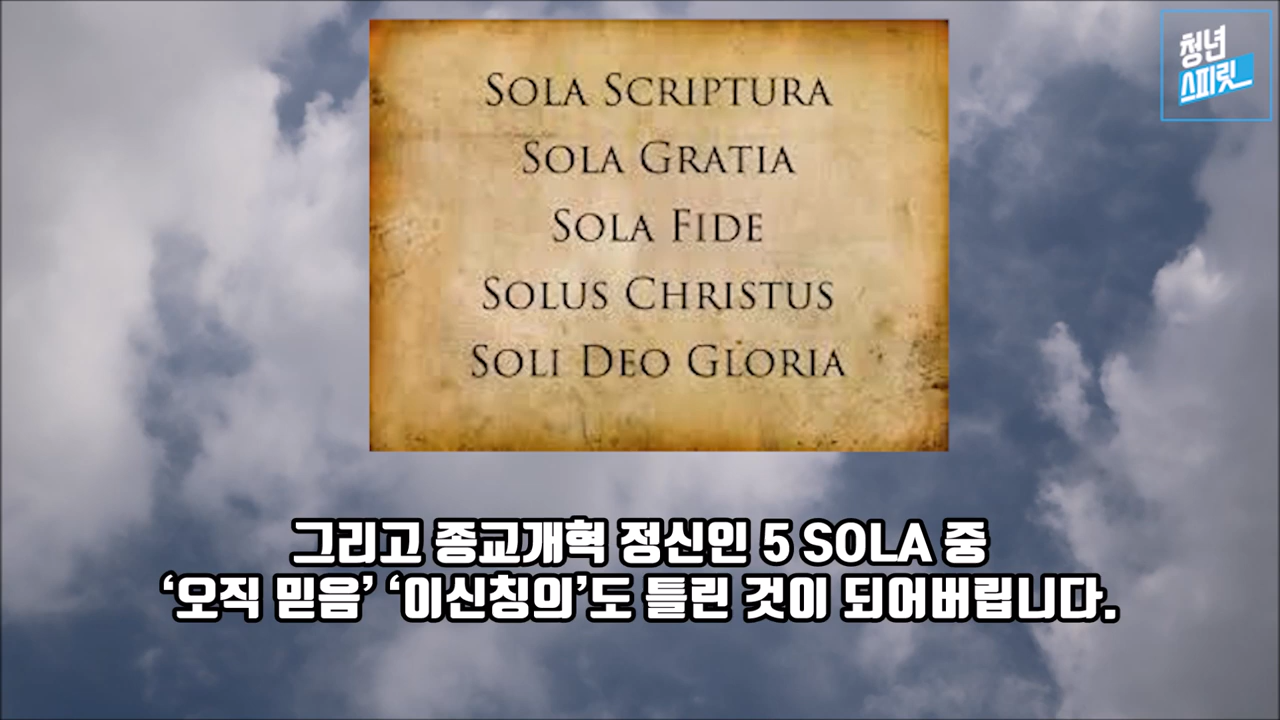 청년
스피릿
SOLA SCRIPTURA
SOLA GRATIA
SOLA FIDE
SOLUS CHRISTUS
SOLI DEO GLORIA
그리고 종교개혁 정신인 5 SOLA 중
‘오직 믿음’ ‘이신칭의’도 틀린 것이 되어버립니다.